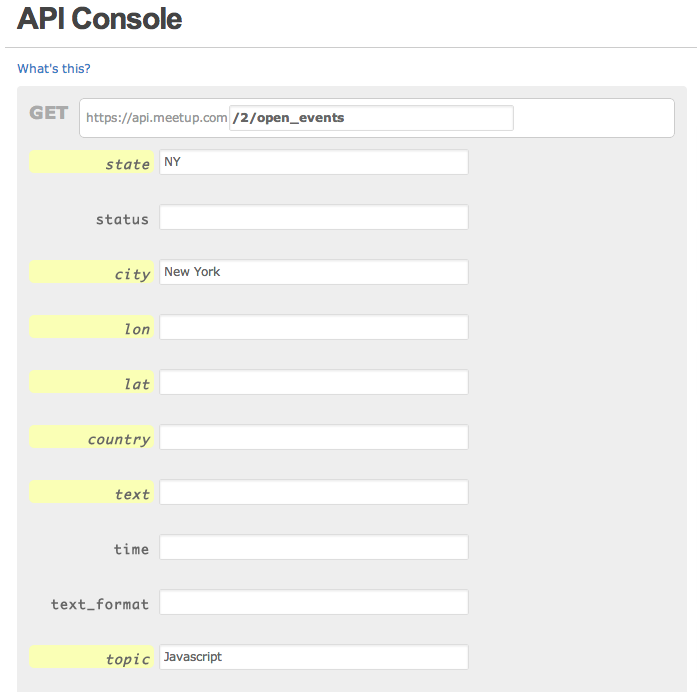 API Console
What's this?
GET https://api.meetup.com /2/open_events
state NY
status
city New York
lon
lat
country
text
time
text_format
topic Javascript